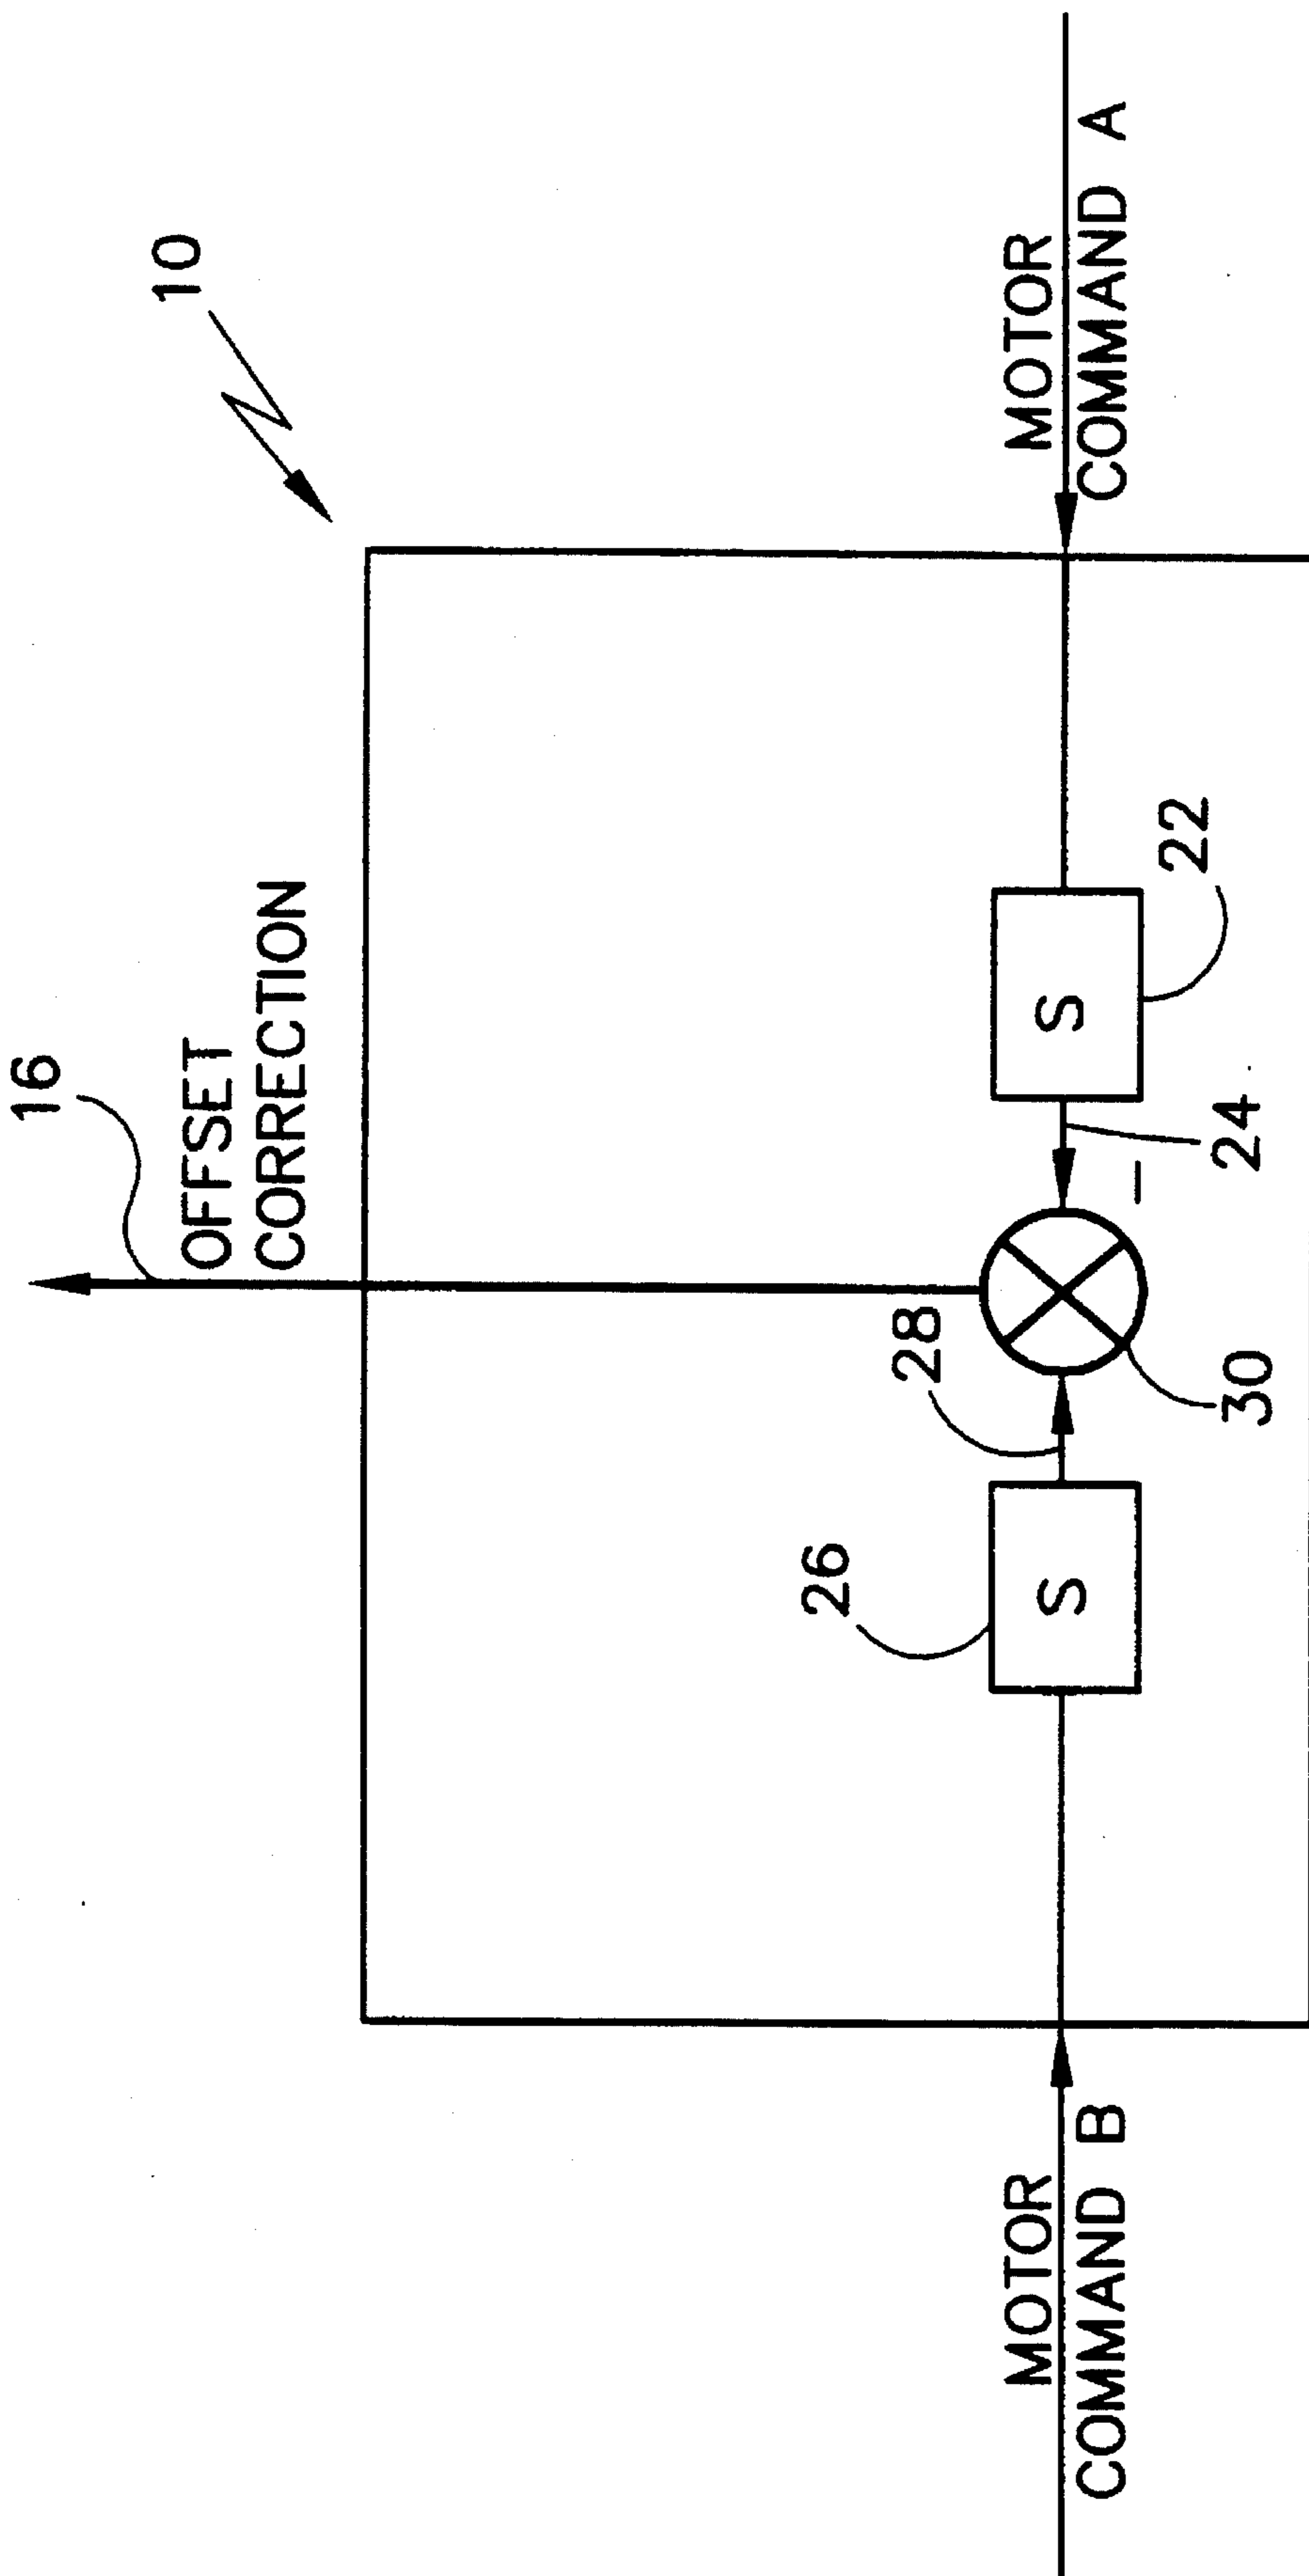 16
10
OFFSET
CORRECTION
26
28
MOTOR
COMMAND B
S
S
MOTOR
COMMAND A
–
22
30
24